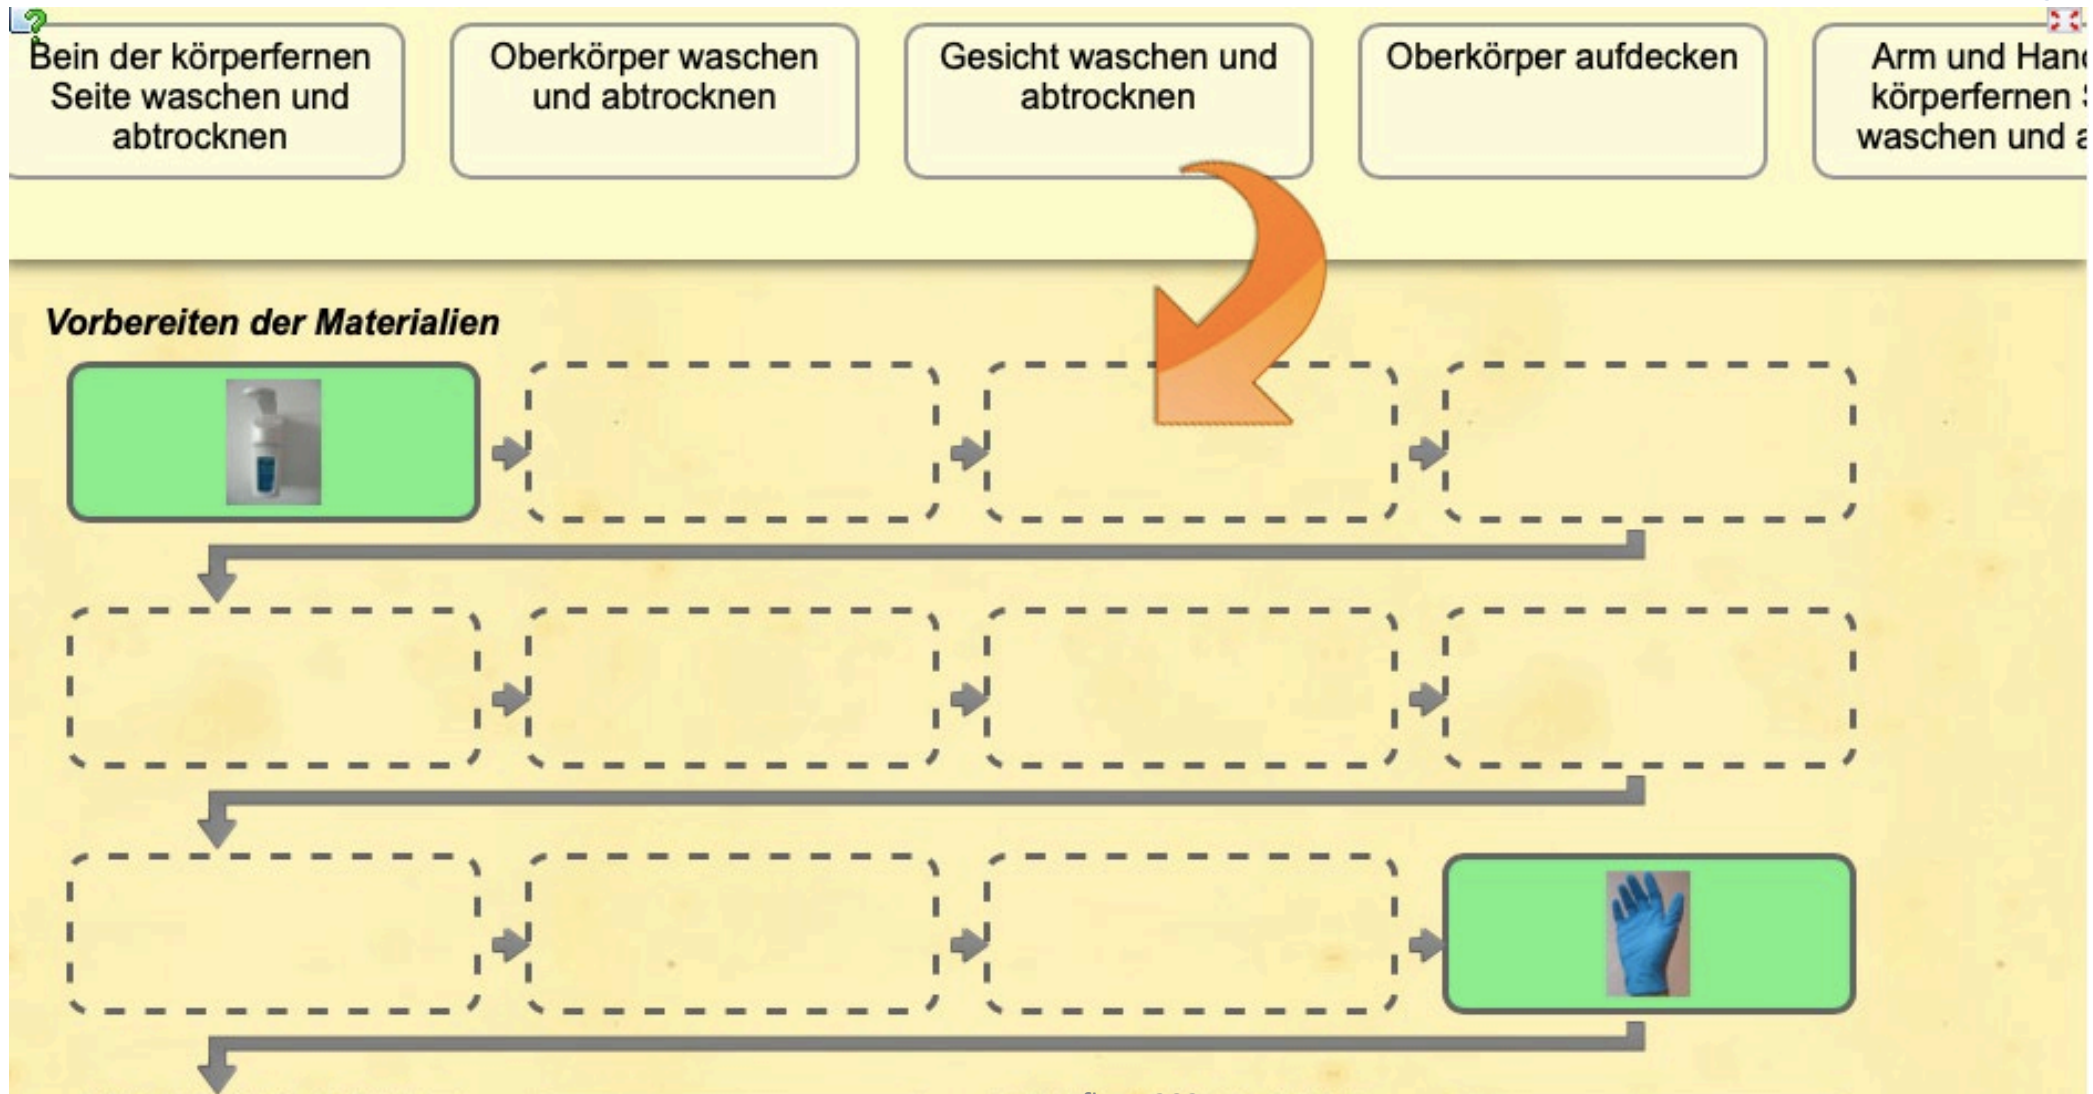 Bein der körperfernen
Seite waschen und
abtrocknen
Oberkörper waschen
und abtrocknen
Gesicht waschen und
abtrocknen
Oberkörper aufdecken
Arm und
körperfernen
waschen und
Vorbereiten der Materialien